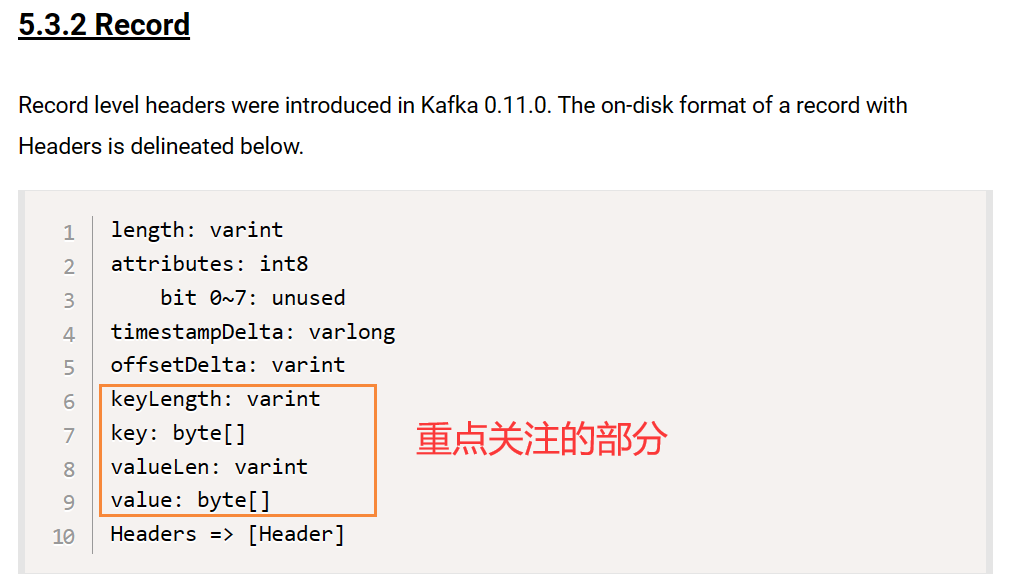 5.3.2 Record
Record level headers were introduced in Kafka 0.11.0. The on-disk format of a record with
Headers is delineated below.
1 length: varint
2 attributes: int8
3 bit 0~7: unused
4 timestampDelta: varlong
5 offsetDelta: varint
6 keyLength: varint
7 key: byte[]
8 valueLen: varint
9 value: byte[]
10 Headers => [Header]
重点关注的部分